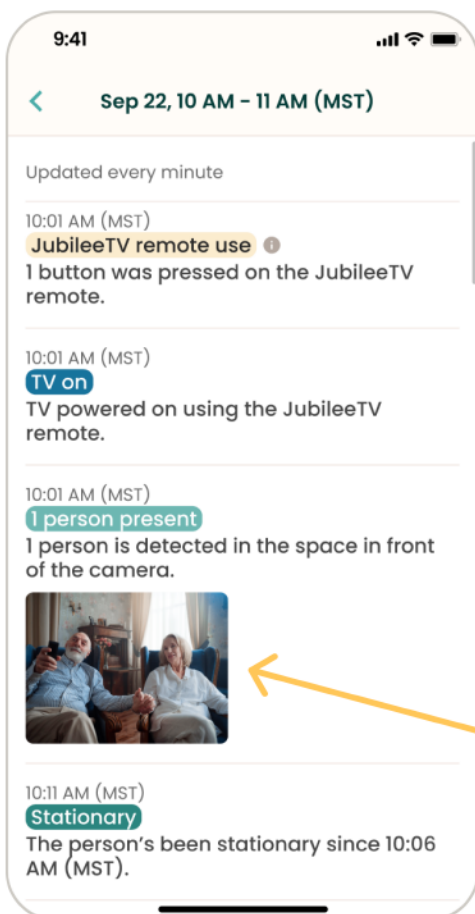 9:41
Sep 22, 10 AM – 11 AM (MST)
Updated every minute
10:01 AM (MST)
JubileeTV remote use
1 button was pressed on the JubileeTV
remote.
10:01 AM (MST)
TV on
TV powered on using the JubileeTV
remote.
10:01 AM (MST)
1 person present
1 person is detected in the space in front
of the camera.
10:11 AM (MST)
Stationary
The person's been stationary since 10:06
AM (MST).